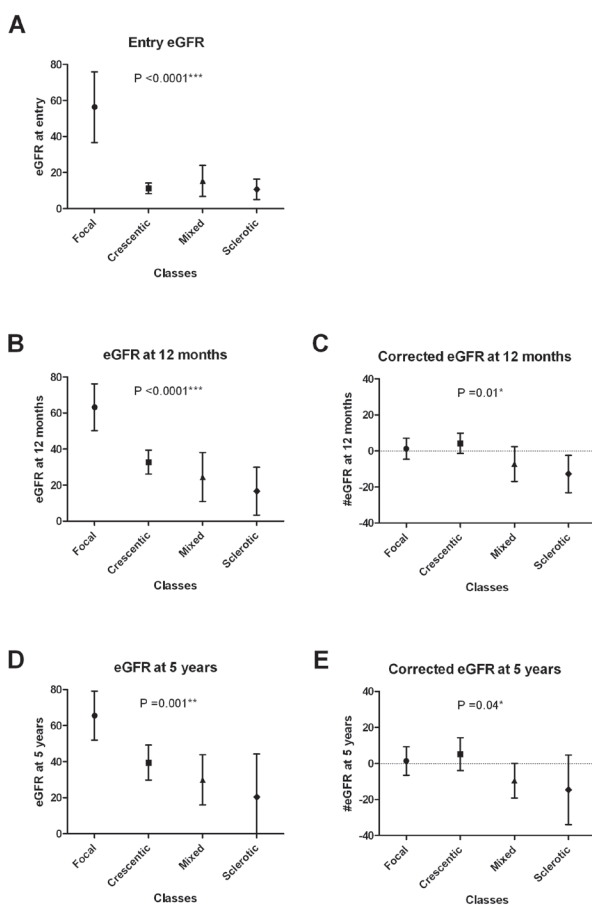 A
Entry eGFR
P <0.0001***
eGFR at entry
80
60
40
20
0
Focal
Crescentic
Mixed
Sclerotic
Classes
B
eGFR at 12 months
P <0.0001***
eGFR at 12 months
80
60
40
20
0
Focal
Crescentic
Mixed
Sclerotic
Classes
C
Corrected eGFR at 12 months
P =0.01*
#eGFR at 12 months
40
20
0
-20
-40
Focal
Crescentic
Mixed
Sclerotic
Classes
D
eGFR at 5 years
P =0.001**
eGFR at 5 years
80
60
40
20
0
Focal
Crescentic
Mixed
Sclerotic
Classes
E
Corrected eGFR at 5 years
P =0.04*
#eGFR at 5 years
40
20
0
-20
-40
Focal
Crescentic
Mixed
Sclerotic
Classes